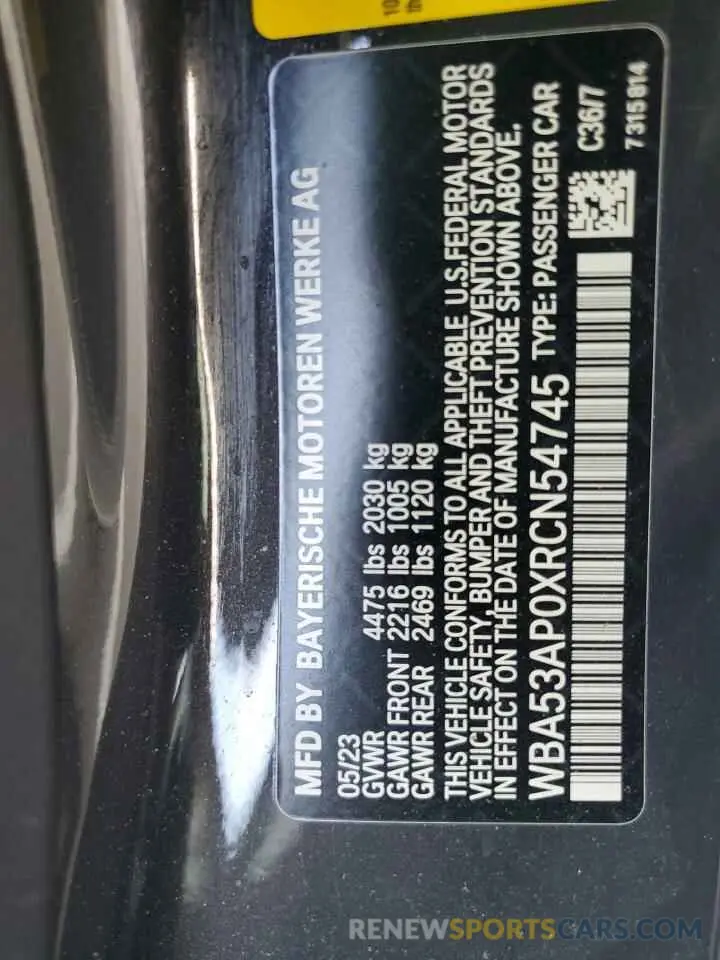 MFD BY BAYERISCHE MOTOREN WERKE AG
05/23
GVWR 4475 lbs 2030 kg
GAWR FRONT 2216 lbs 1005 kg
GAWR REAR 2469 lbs 1120 kg
THIS VEHICLE CONFORMS TO ALL APPLICABLE U.S.FEDERAL MOTOR
VEHICLE SAFETY, BUMPER AND THEFT PREVENTION STANDARDS
IN EFFECT ON THE DATE OF MANUFACTURE SHOWN ABOVE.
WBA53AP0XRCN54745 TYPE: PASSENGER CAR
C36/7
7 315 814
RENEWSPORTSCARS.COM